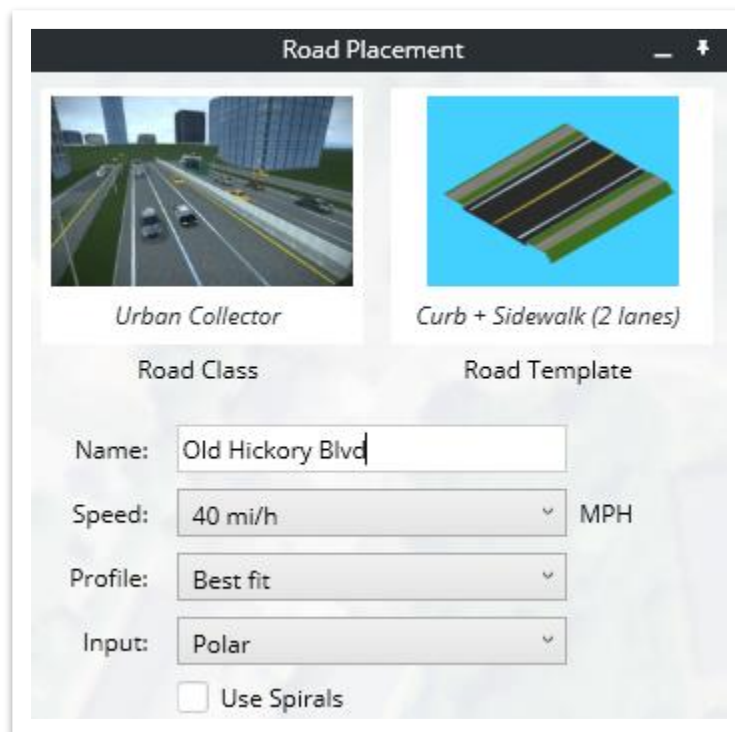 Road Placement
Urban Collector
Curb + Sidewalk (2 lanes)
Road Class
Road Template
Name: Old Hickory Blvd
Speed: 40 mi/h MPH
Profile: Best fit
Input: Polar
Use Spirals